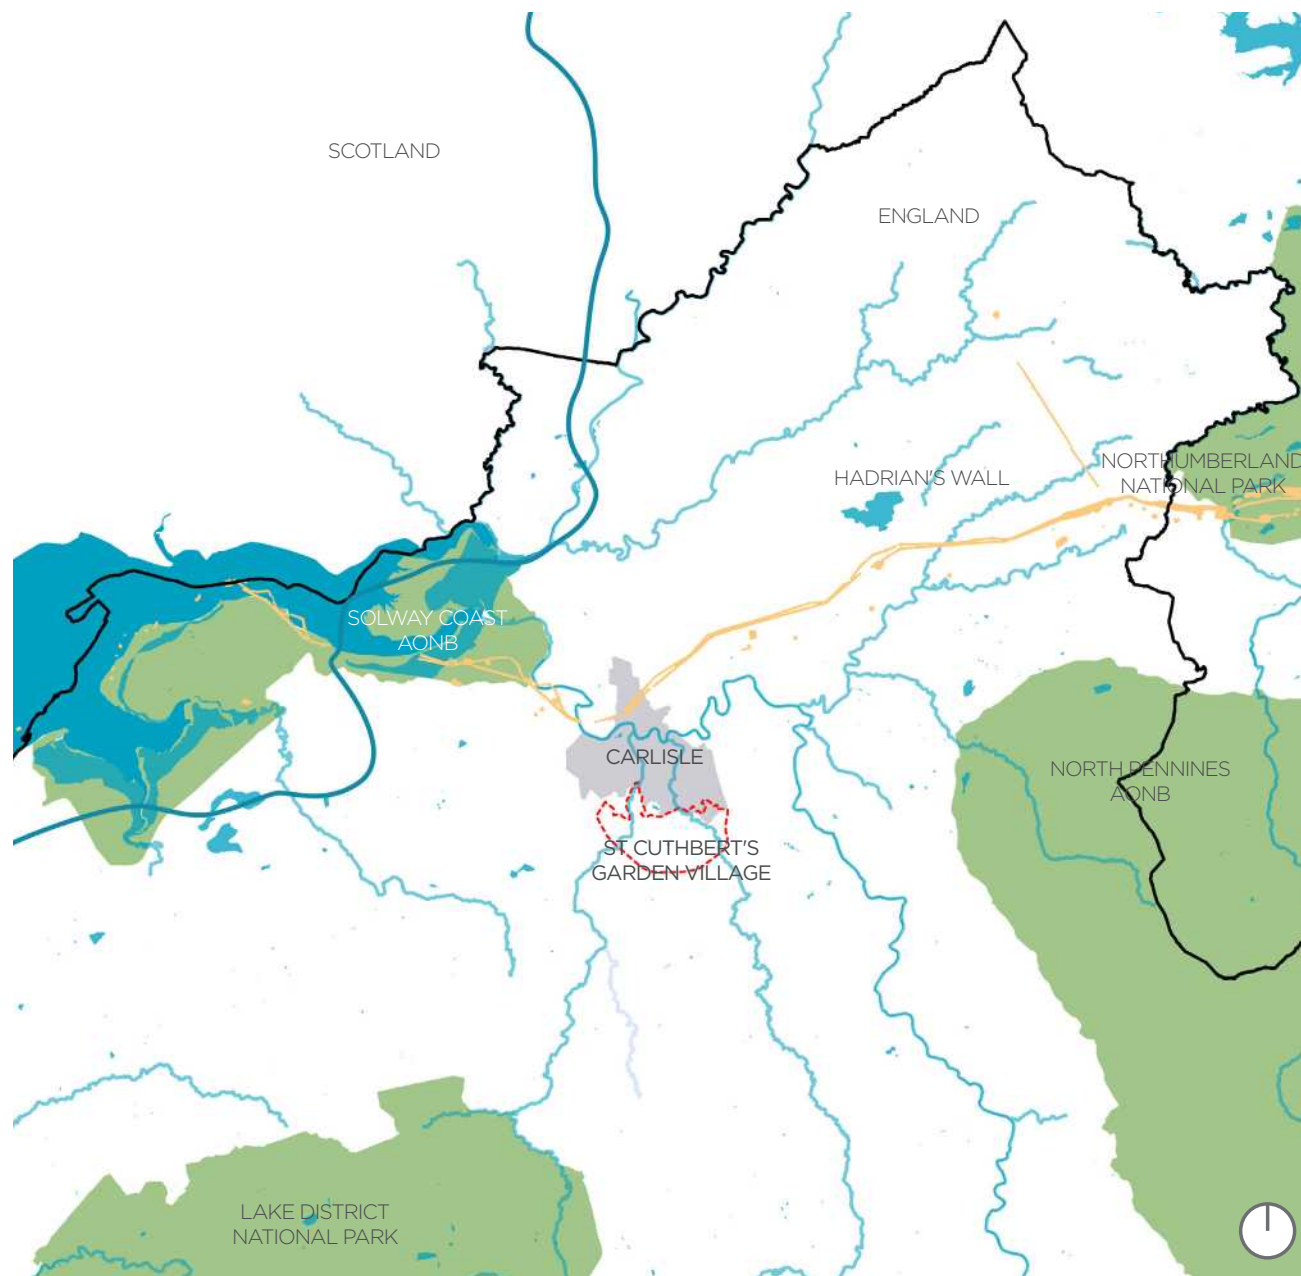 SCOTLAND
ENGLAND
HADRIAN'S WALL
NORTHUMBERLAND
NATIONAL PARK
SOLWAY COAST
AONB
CARLISLE
NORTH PENNINES
AONB
ST CUTHBERT'S
GARDEN VILLAGE
LAKE DISTRICT
NATIONAL PARK